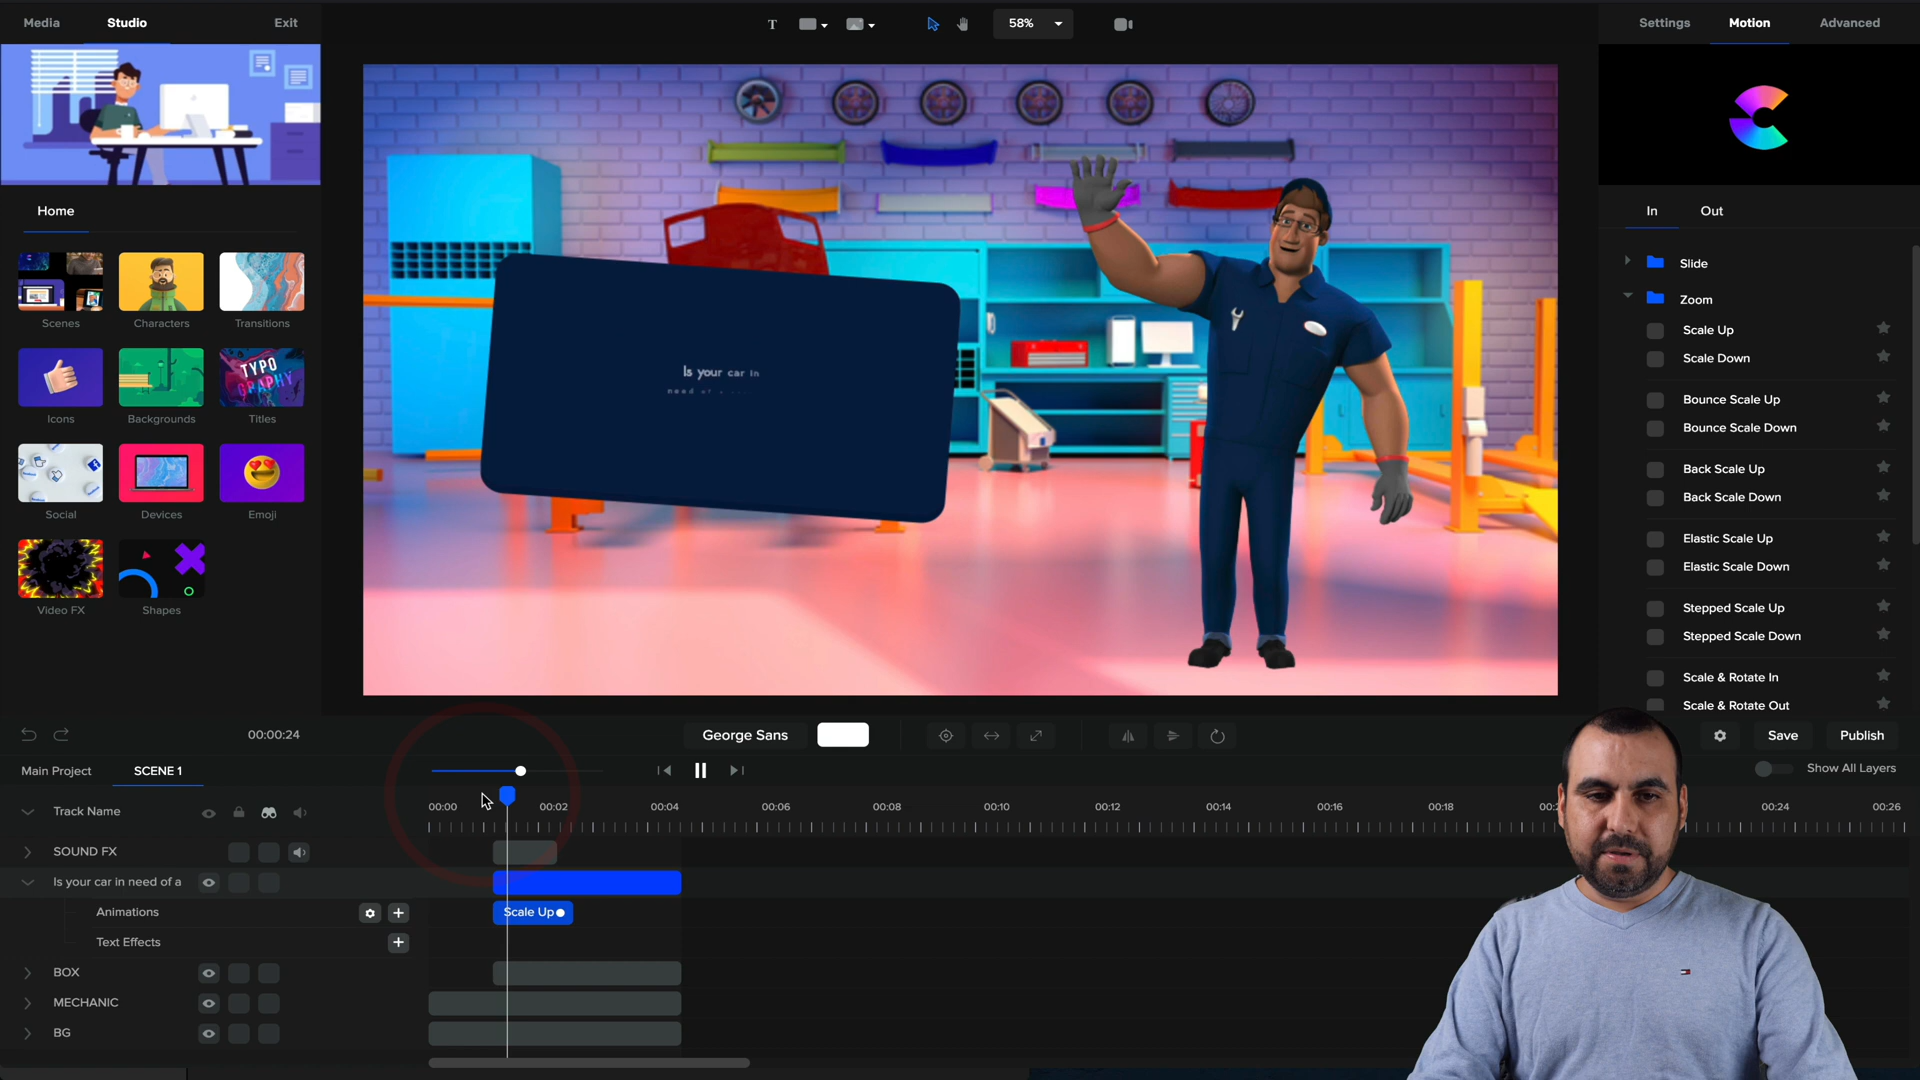 Media Studio Exit
T 58%
Settings Motion Advanced
Home
In Out
Scenes Characters Transitions
TYPO
GRAPHY
Icons Backgrounds Titles
Social Devices Emoji
Video FX Shapes
Is your car in
need of a
Slide
Zoom
Scale Up
Scale Down
Bounce Scale Up
Bounce Scale Down
Back Scale Up
Back Scale Down
Elastic Scale Up
Elastic Scale Down
Stepped Scale Up
Stepped Scale Down
Scale & Rotate In
Scale & Rotate Out
00:00:24
George Sans
Save Publish
Main Project SCENE 1
Show All Layers
Track Name
00:00 00:02 00:04 00:06 00:08 00:10 00:12 00:14 00:16 00:18 00:24 00:26
SOUND FX
Is your car in need of a
Animations
Scale Up
Text Effects
BOX
MECHANIC
BG